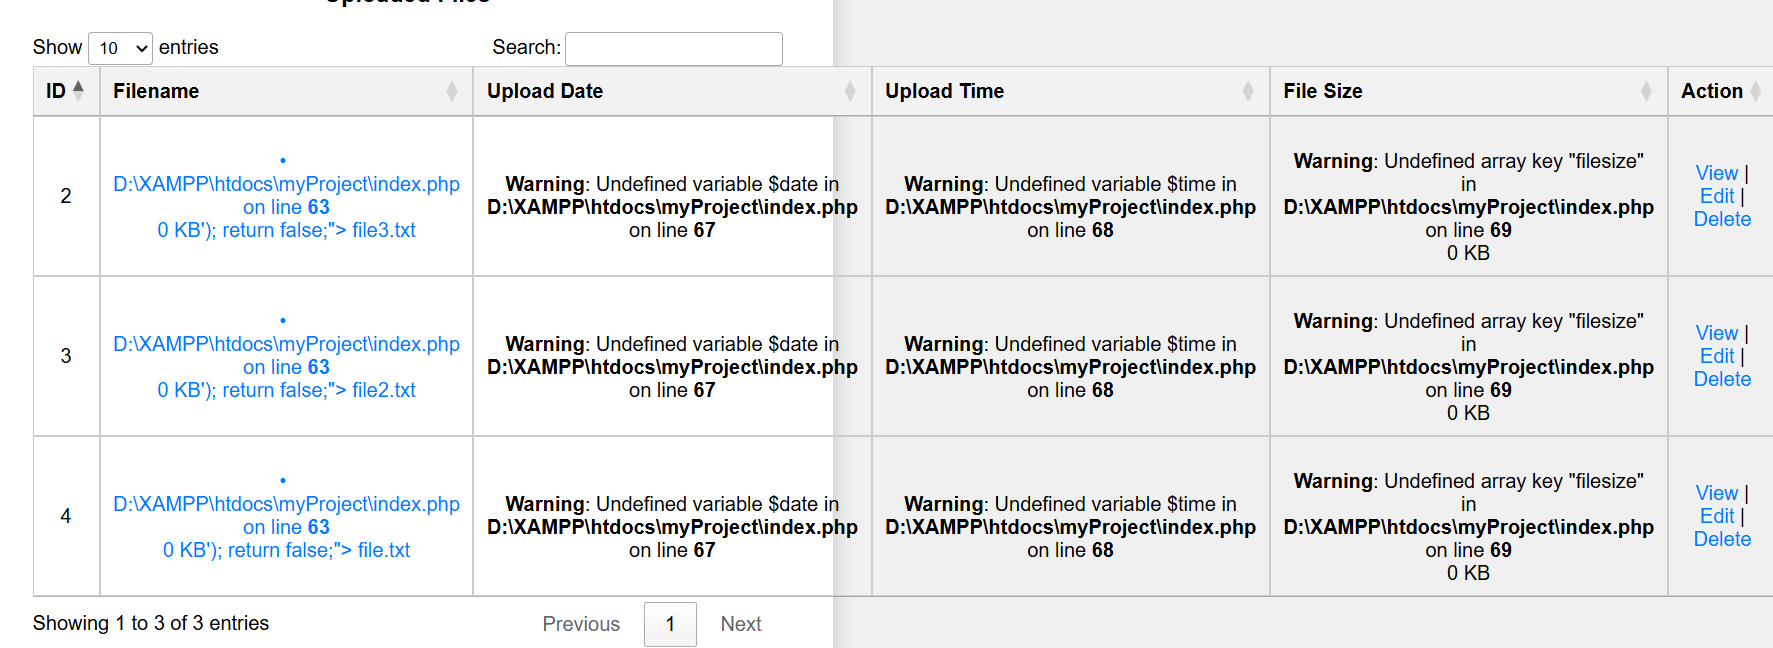 Uploaded Files
Show 10 entries
Search:
ID Filename Upload Date Upload Time File Size Action
2
•
D:\XAMPP\htdocs\myProject\index.php
on line 63
0 KB'); return false;"> file3.txt
Warning: Undefined variable $date in
D:\XAMPP\htdocs\myProject\index.php
on line 67
Warning: Undefined variable $time in
D:\XAMPP\htdocs\myProject\index.php
on line 68
Warning: Undefined array key "filesize"
in
D:\XAMPP\htdocs\myProject\index.php
on line 69
0 KB
View |
Edit |
Delete
3
•
D:\XAMPP\htdocs\myProject\index.php
on line 63
0 KB'); return false;"> file2.txt
Warning: Undefined variable $date in
D:\XAMPP\htdocs\myProject\index.php
on line 67
Warning: Undefined variable $time in
D:\XAMPP\htdocs\myProject\index.php
on line 68
Warning: Undefined array key "filesize"
in
D:\XAMPP\htdocs\myProject\index.php
on line 69
0 KB
View |
Edit |
Delete
4
•
D:\XAMPP\htdocs\myProject\index.php
on line 63
0 KB'); return false;"> file.txt
Warning: Undefined variable $date in
D:\XAMPP\htdocs\myProject\index.php
on line 67
Warning: Undefined variable $time in
D:\XAMPP\htdocs\myProject\index.php
on line 68
Warning: Undefined array key "filesize"
in
D:\XAMPP\htdocs\myProject\index.php
on line 69
0 KB
View |
Edit |
Delete
Showing 1 to 3 of 3 entries
Previous 1 Next